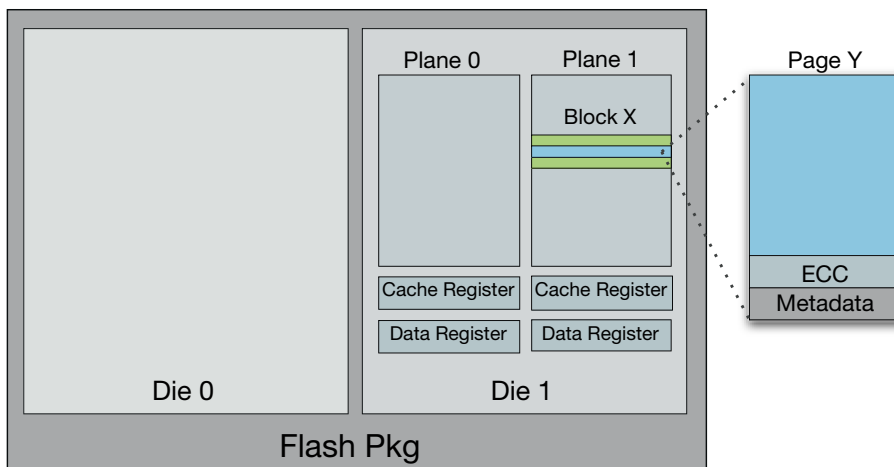 Plane 0
Plane 1
Page Y
Block X
ECC
Metadata
Cache Register
Cache Register
Data Register
Data Register
Die 0
Die 1
Flash Pkg